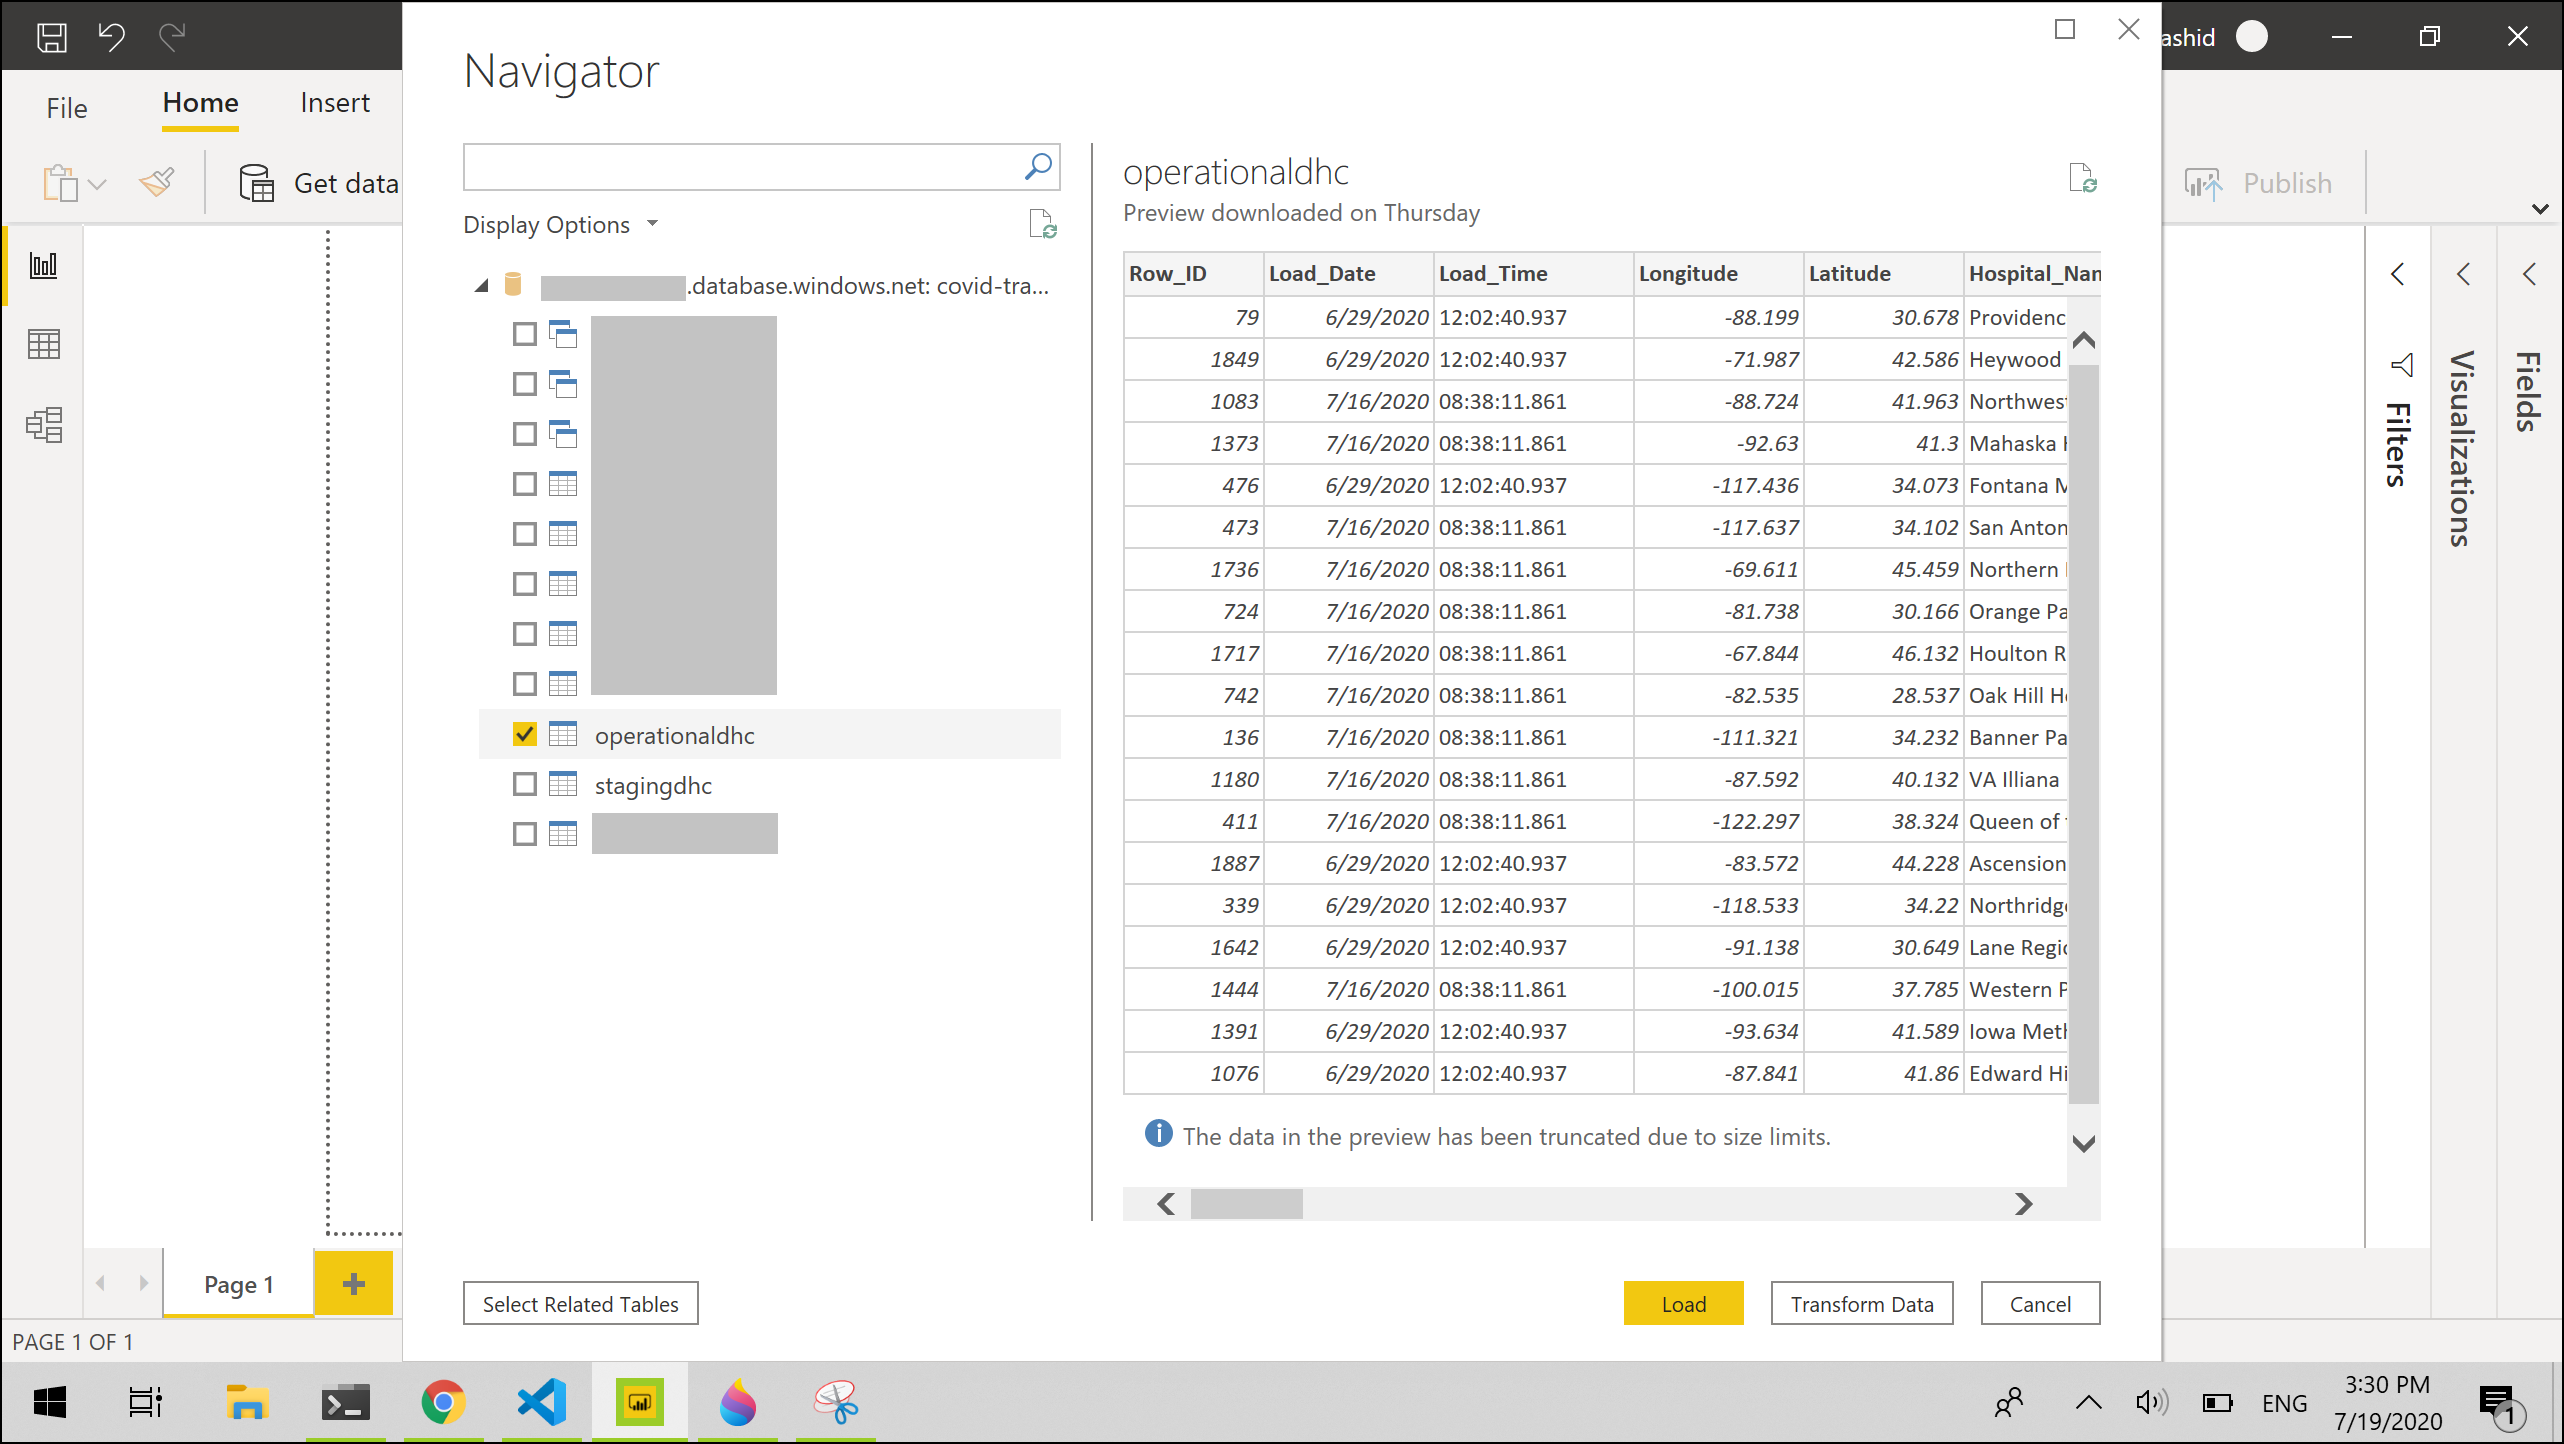 ashid
File Home Insert
Get data
Publish
Navigator
Display Options
.database.windows.net: covid-tra...
operationaldhc
stagingdhc
operationaldhc
Preview downloaded on Thursday
Row_ID Load_Date Load_Time Longitude Latitude Hospital_Nam
79 6/29/2020 12:02:40.937 -88.199 30.678 Providenc
1849 6/29/2020 12:02:40.937 -71.987 42.586 Heywood
1083 7/16/2020 08:38:11.861 -88.724 41.963 Northwest
1373 7/16/2020 08:38:11.861 -92.63 41.3 Mahaska H
476 6/29/2020 12:02:40.937 -117.436 34.073 Fontana M
473 7/16/2020 08:38:11.861 -117.637 34.102 San Anton
1736 7/16/2020 08:38:11.861 -69.611 45.459 Northern
724 7/16/2020 08:38:11.861 -81.738 30.166 Orange Pa
1717 7/16/2020 08:38:11.861 -67.844 46.132 Houlton R
742 7/16/2020 08:38:11.861 -82.535 28.537 Oak Hill Ho
136 7/16/2020 08:38:11.861 -111.321 34.232 Banner Pa
1180 7/16/2020 08:38:11.861 -87.592 40.132 VA Illiana
411 7/16/2020 08:38:11.861 -122.297 38.324 Queen of t
1887 6/29/2020 12:02:40.937 -83.572 44.228 Ascension
339 6/29/2020 12:02:40.937 -118.533 34.22 Northridge
1642 6/29/2020 12:02:40.937 -91.138 30.649 Lane Regio
1444 7/16/2020 08:38:11.861 -100.015 37.785 Western P
1391 6/29/2020 12:02:40.937 -93.634 41.589 Iowa Meth
1076 6/29/2020 12:02:40.937 -87.841 41.86 Edward Hi
The data in the preview has been truncated due to size limits.
Select Related Tables
Load Transform Data Cancel
Filters
Visualizations
Fields
Page 1
PAGE 1 OF 1
ENG
3:30 PM
7/19/2020
1